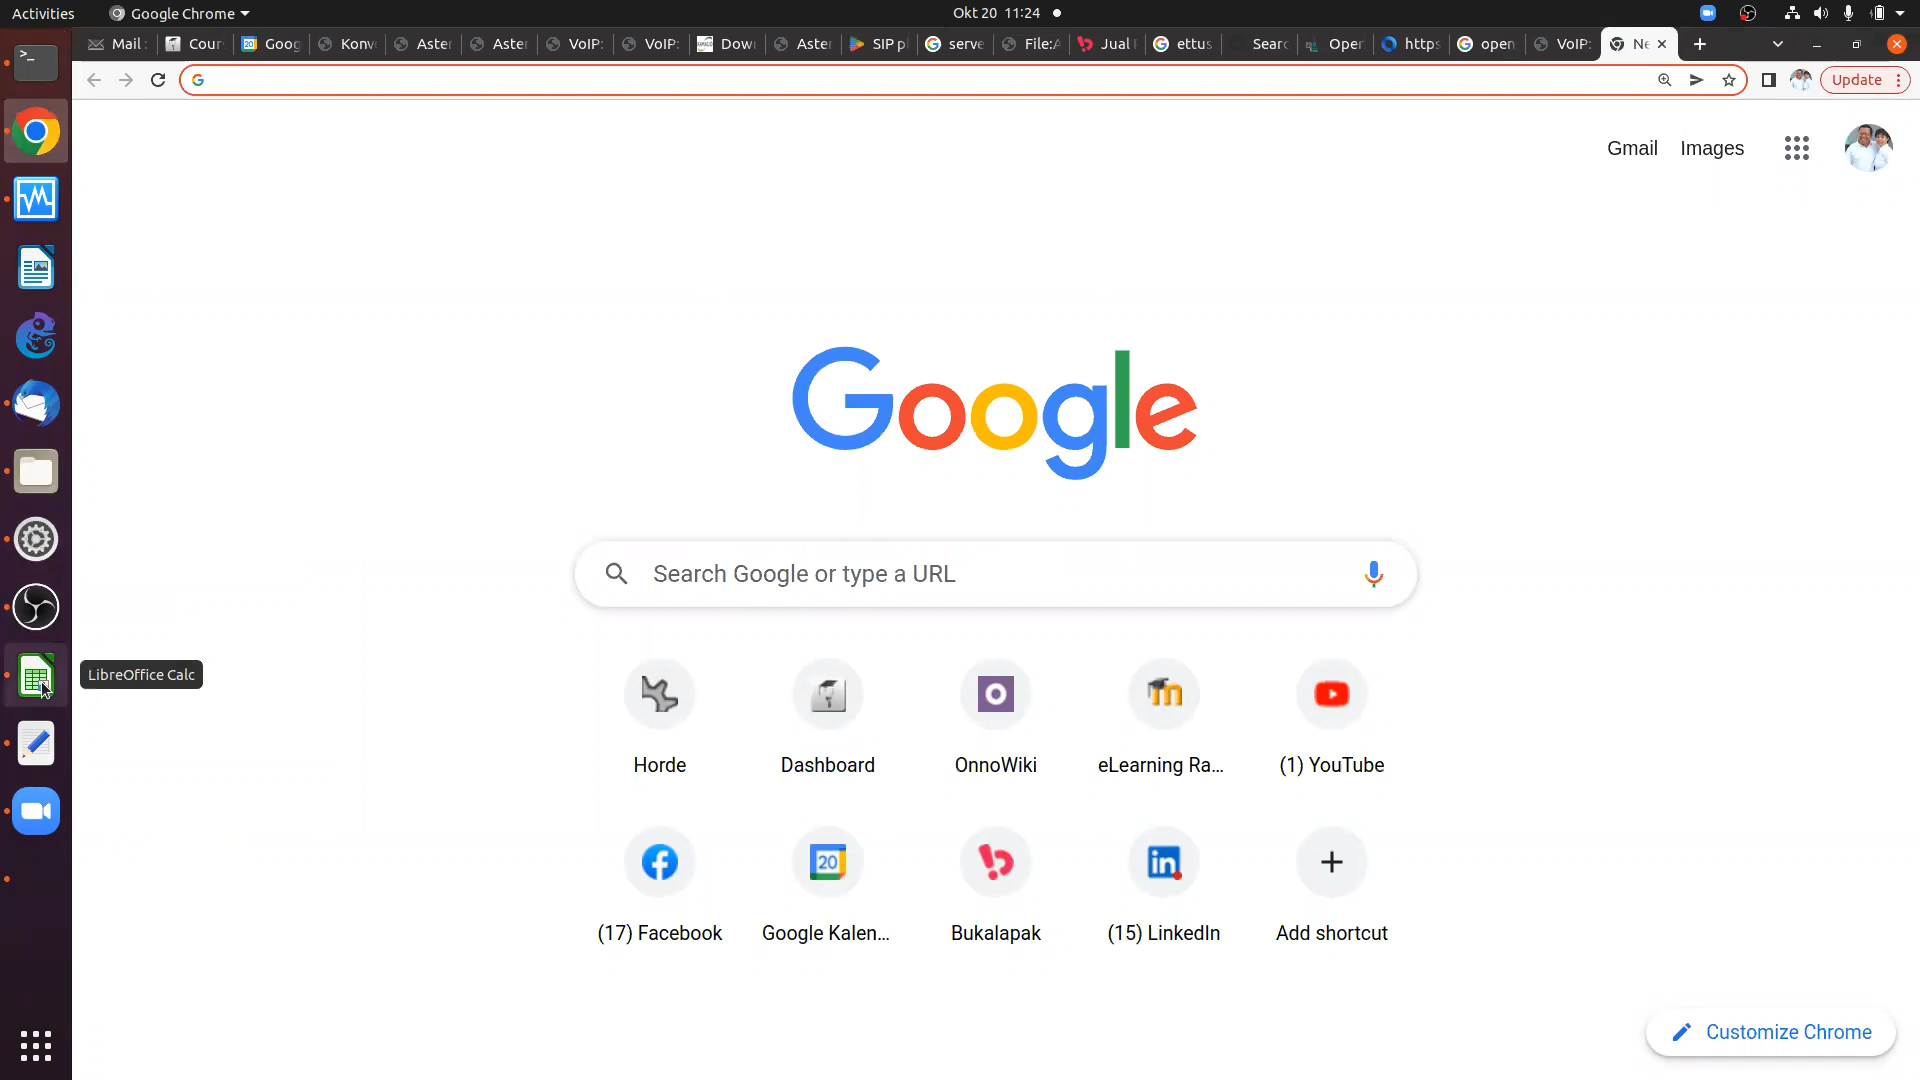 Activities
Google Chrome
Okt 20 11:24
Mail :
Cour
20
Goog
Konv
Aster
Aster
VoIP:
VoIP:
Dow
Aster
SIP p
serve
File:A
Jual
ettus
Searc
Oper
https
open
VoIP:
Ne
Update
Gmail
Images
Google
Search Google or type a URL
LibreOffice Calc
Horde
Dashboard
OnnoWiki
eLearning Ra...
(1) YouTube
20
(17) Facebook
Google Kalen...
Bukalapak
(15) LinkedIn
Add shortcut
Customize Chrome